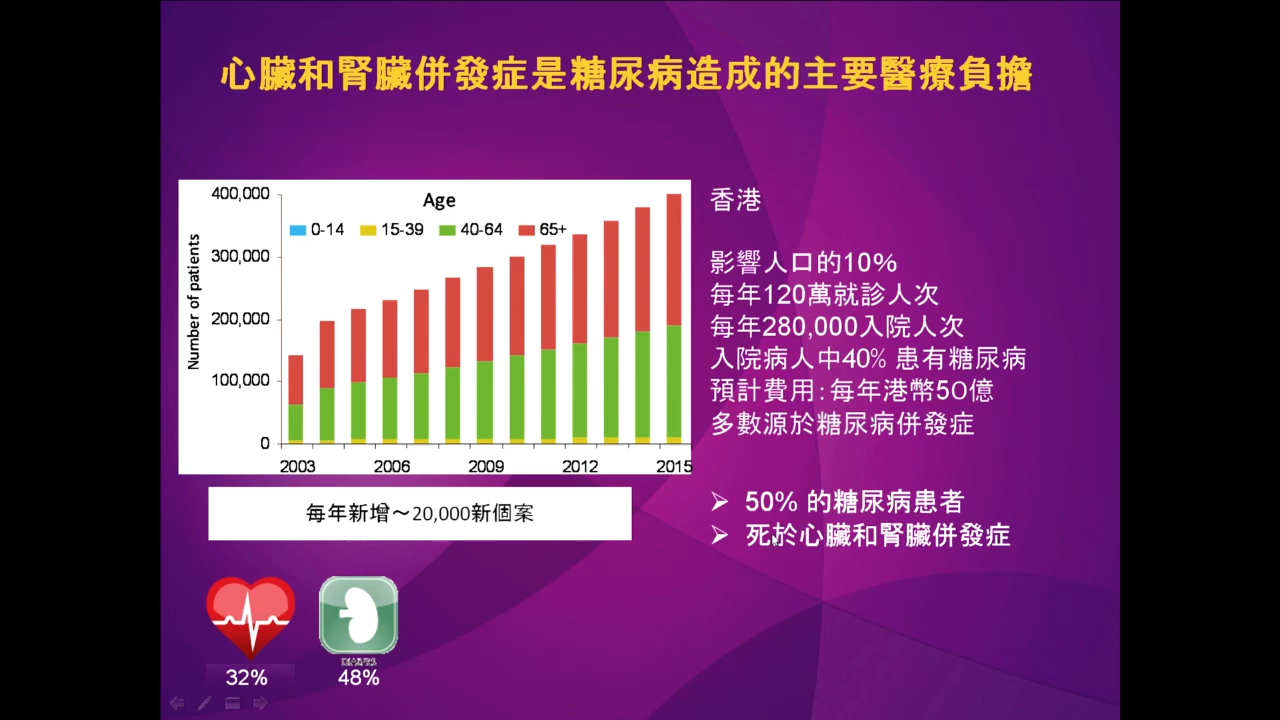 心臟和腎臟併發症是糖尿病造成的主要醫療負擔
Age
0-14 15-39 40-64 65+
Number of patients
400,000
300,000
200,000
100,000
0
2003 2006 2009 2012 2015
每年新增～20,000新個案
香港
影響人口的10%
每年120萬就診人次
每年280,000入院人次
入院病人中40% 患有糖尿病
預計費用：每年港幣50億
多數源於糖尿病併發症
➢ 50% 的糖尿病患者
➢ 死於心臟和腎臟併發症
32% 48%